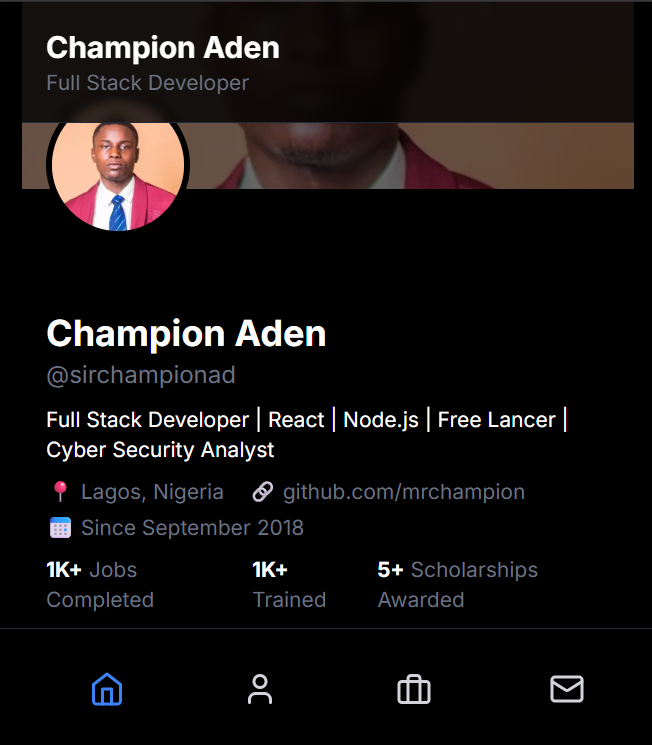 Champion Aden
Full Stack Developer
Champion Aden
@sirchampionad
Full Stack Developer | React | Node.js | Free Lancer |
Cyber Security Analyst
Lagos, Nigeria github.com/mrchampion
Since September 2018
1K+ Jobs Completed
1K+ Trained
5+ Scholarships Awarded